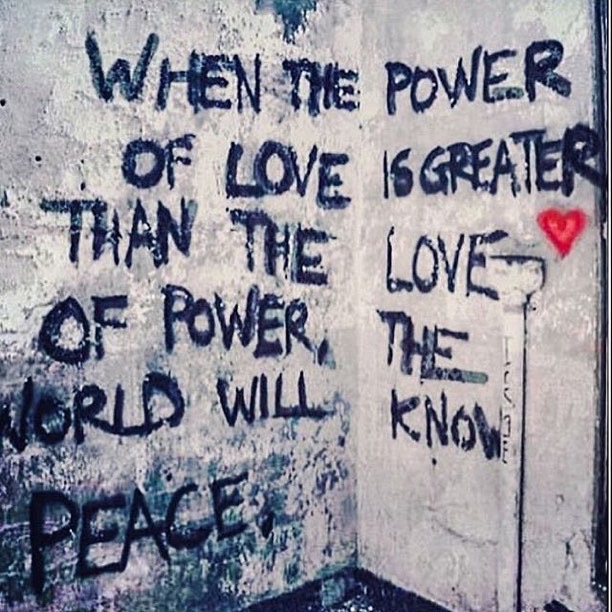 WHEN THE POWER
OF LOVE IS GREATER
THAN THE LOVE
OF POWER, THE
WORLD WILL KNOW
PEACE.